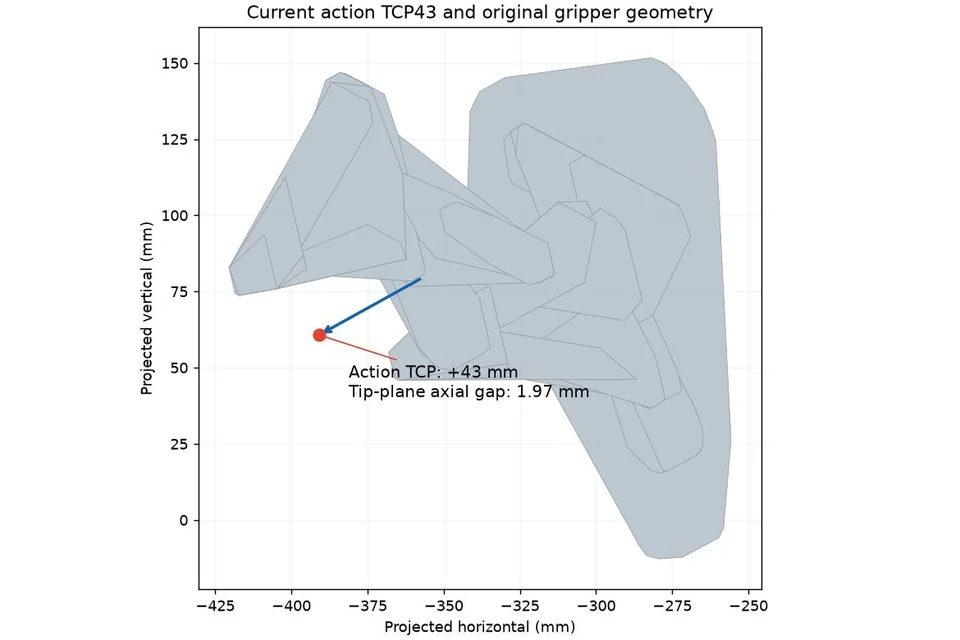 Current action TCP43 and original gripper geometry
Projected vertical (mm)
150
125
100
75
50
25
0
Action TCP: +43 mm
Tip-plane axial gap: 1.97 mm
−425 −400 −375 −350 −325 −300 −275 −250
Projected horizontal (mm)